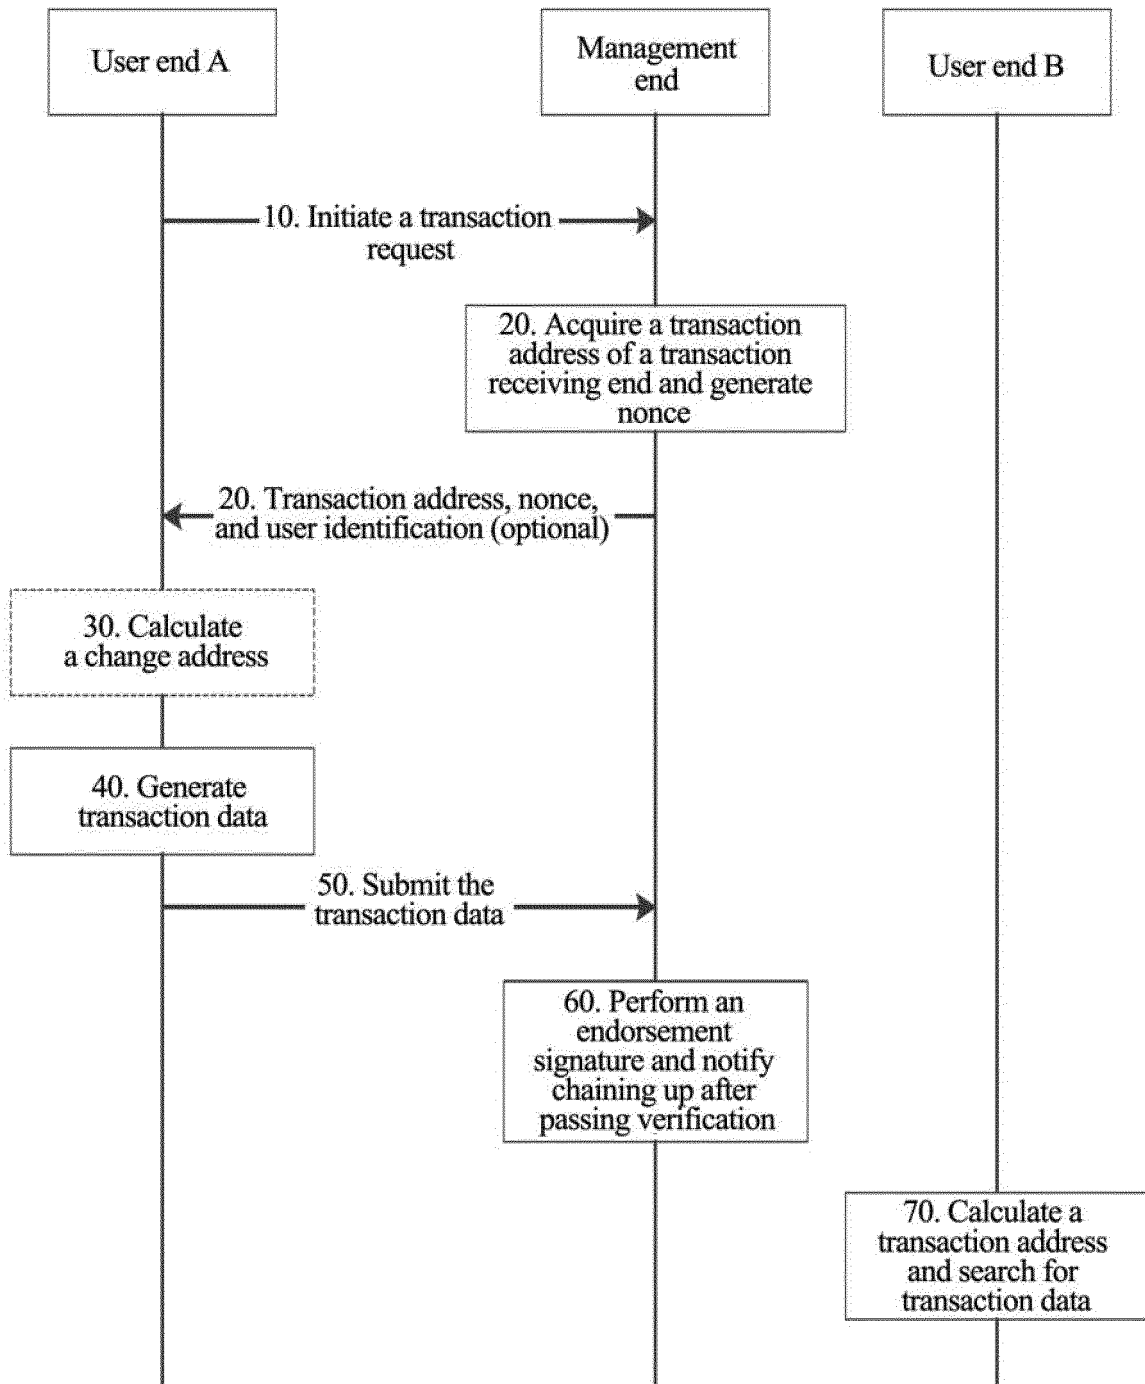 User end A
Management
end
User end B
10. Initiate a transaction
request
20. Acquire a transaction
address of a transaction
receiving end and generate
nonce
20. Transaction address, nonce,
and user identification (optional)
30. Calculate
a change address
40. Generate
transaction data
50. Submit the
transaction data
60. Perform an
endorsement
signature and notify
chaining up after
passing verification
70. Calculate a
transaction address
and search for
transaction data